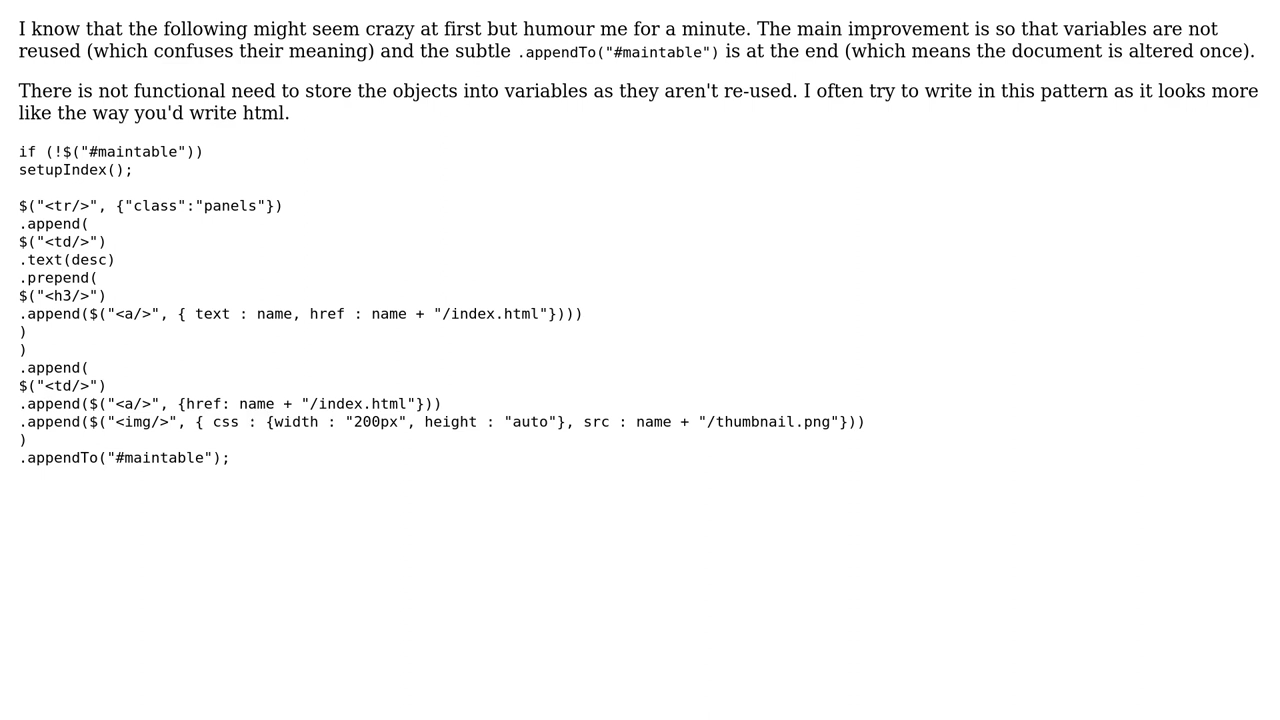 I know that the following might seem crazy at first but humour me for a minute. The main improvement is so that variables are not
reused (which confuses their meaning) and the subtle .appendTo("#maintable") is at the end (which means the document is altered once).
There is not functional need to store the objects into variables as they aren't re-used. I often try to write in this pattern as it looks more
like the way you'd write html.
if (!$("#maintable"))
setupIndex();
$("<tr/>", {"class":"panels"})
.append(
$("<td/>")
.text(desc)
.prepend(
$("<h3/>")
.append($("<a/>", { text : name, href : name + "/index.html"})))
)
)
.append(
$("<td/>")
.append($("<a/>", {href: name + "/index.html"}))
.append($("<img/>", { css : {width : "200px", height : "auto"}, src : name + "/thumbnail.png"}))
)
.appendTo("#maintable");